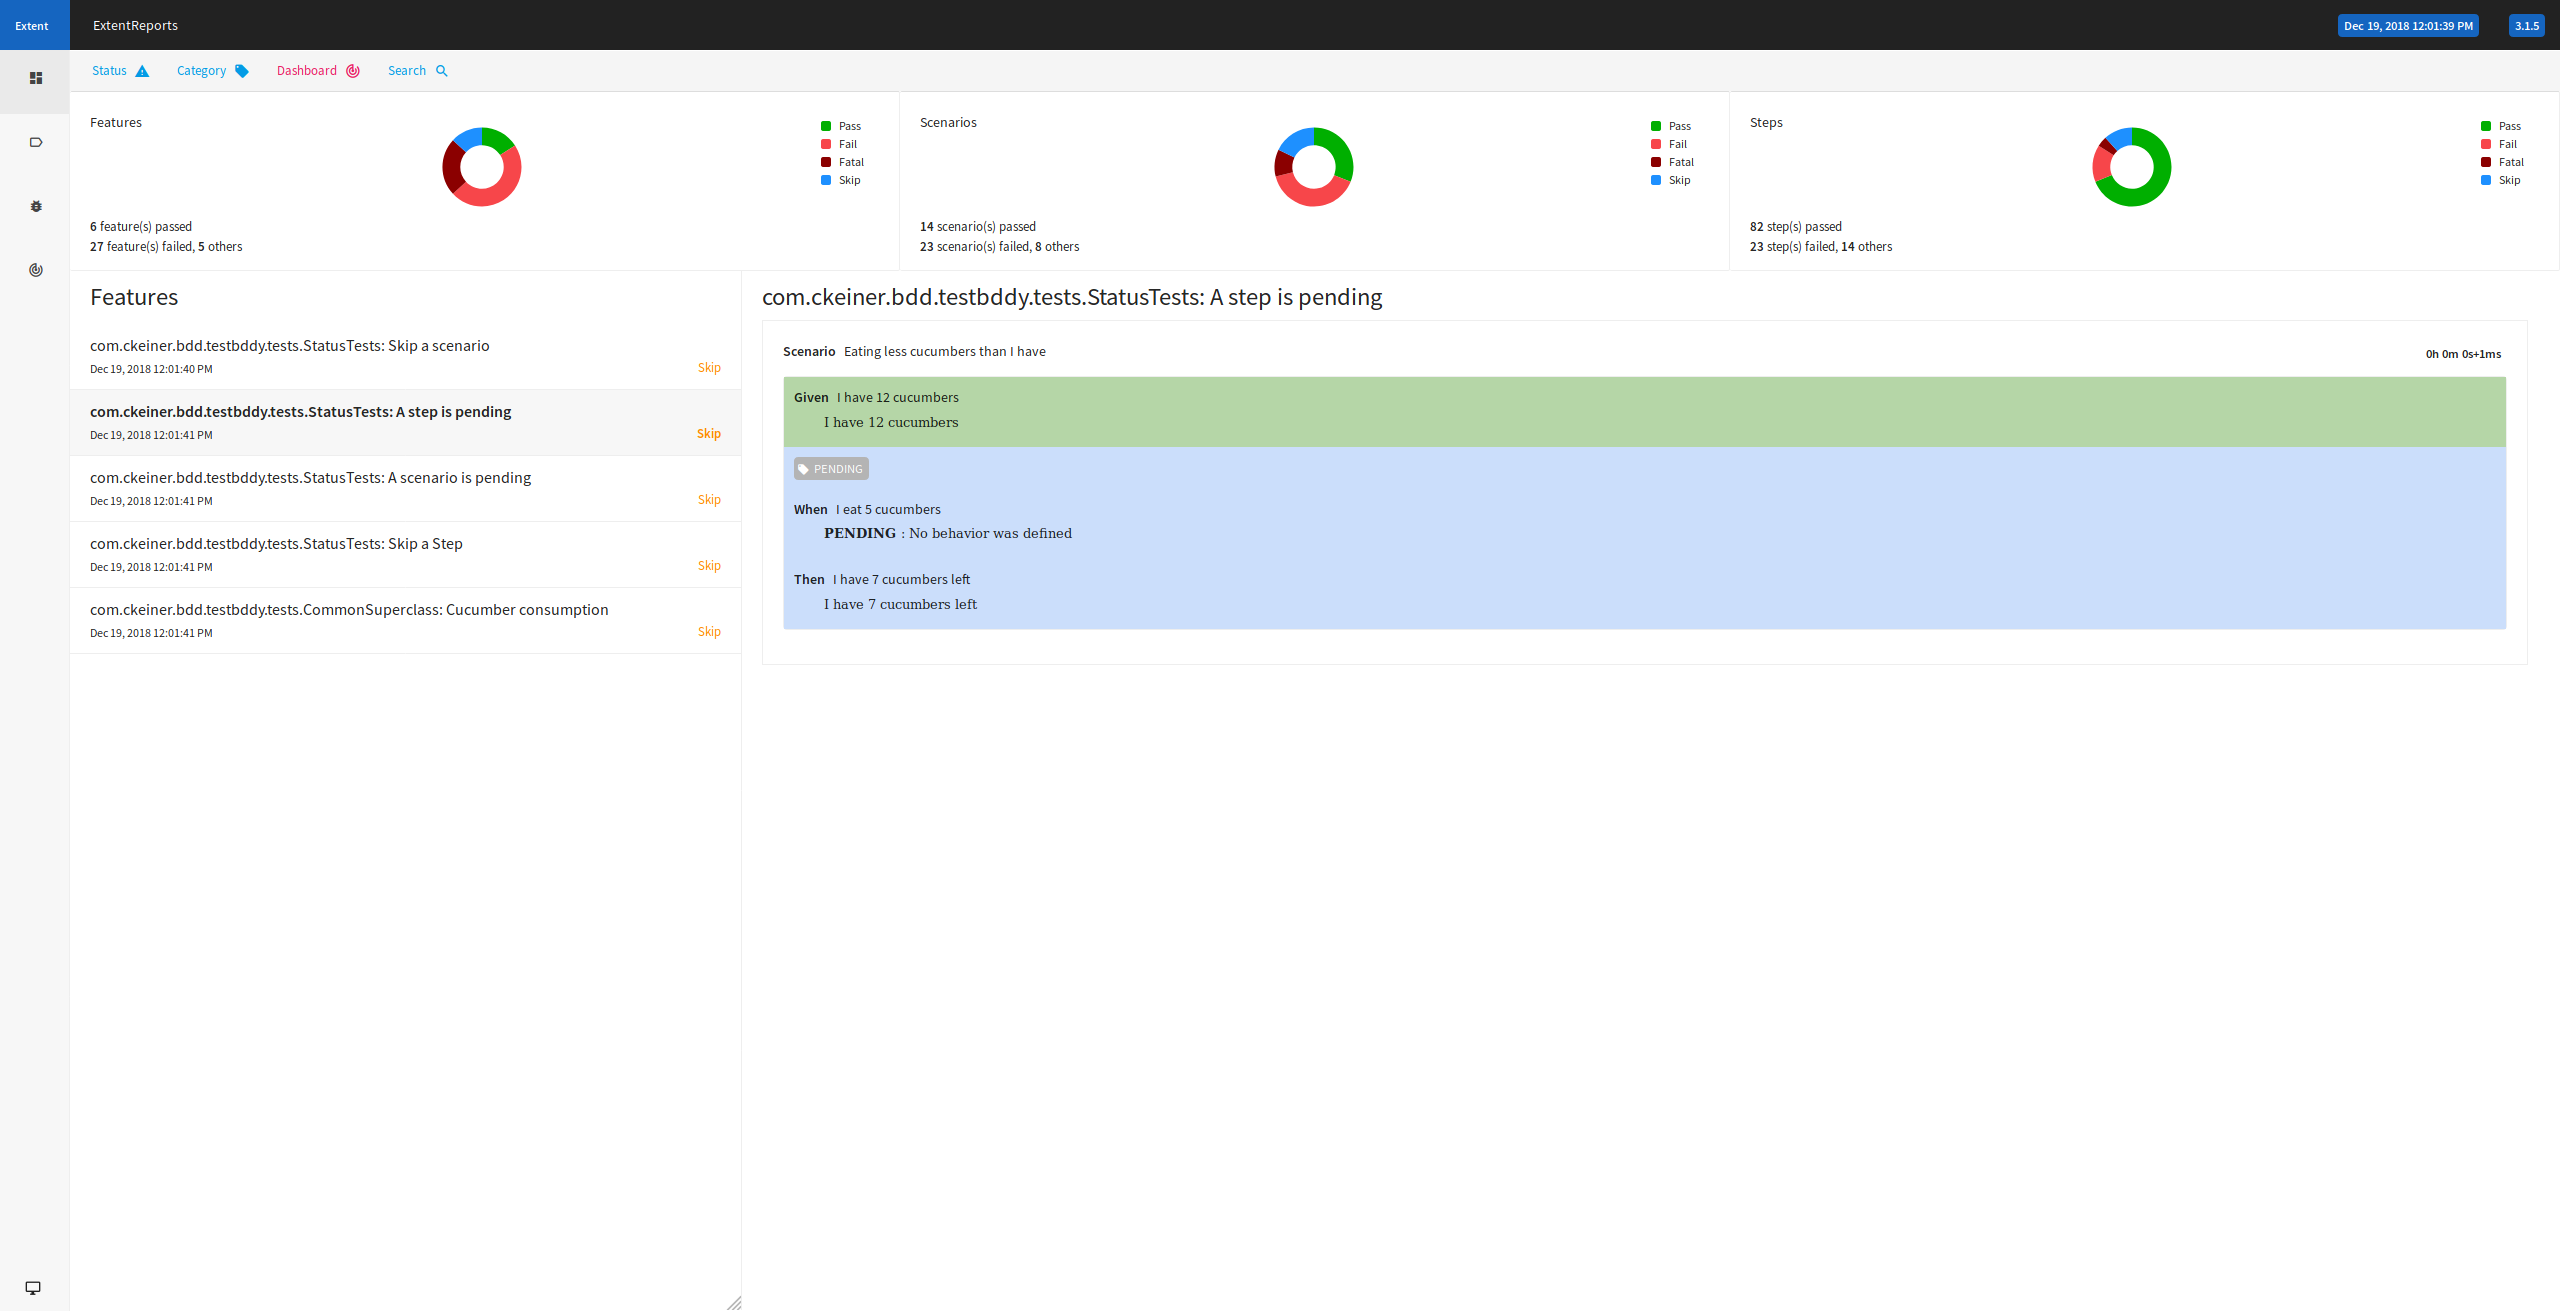 Extent ExtentReports Dec 19, 2018 12:01:39 PM 3.1.5
Status Category Dashboard Search
Features
Pass
Fail
Fatal
Skip
6 feature(s) passed
27 feature(s) failed, 5 others
Scenarios
Pass
Fail
Fatal
Skip
14 scenario(s) passed
23 scenario(s) failed, 8 others
Steps
Pass
Fail
Fatal
Skip
82 step(s) passed
23 step(s) failed, 14 others
Features
com.ckeiner.bdd.testbddy.tests.StatusTests: Skip a scenario
Dec 19, 2018 12:01:40 PM Skip
com.ckeiner.bdd.testbddy.tests.StatusTests: A step is pending
Dec 19, 2018 12:01:41 PM Skip
com.ckeiner.bdd.testbddy.tests.StatusTests: A scenario is pending
Dec 19, 2018 12:01:41 PM Skip
com.ckeiner.bdd.testbddy.tests.StatusTests: Skip a Step
Dec 19, 2018 12:01:41 PM Skip
com.ckeiner.bdd.testbddy.tests.CommonSuperclass: Cucumber consumption
Dec 19, 2018 12:01:41 PM Skip
com.ckeiner.bdd.testbddy.tests.StatusTests: A step is pending
Scenario Eating less cucumbers than I have 0h 0m 0s+1ms
Given I have 12 cucumbers
I have 12 cucumbers
PENDING
When I eat 5 cucumbers
PENDING : No behavior was defined
Then I have 7 cucumbers left
I have 7 cucumbers left